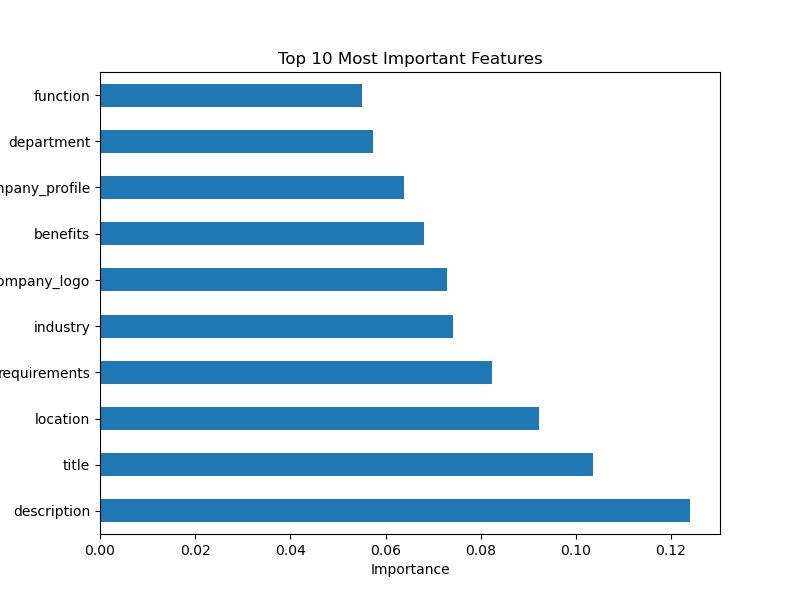 Top 10 Most Important Features
function
department
mpany_profile
benefits
ompany_logo
industry
requirements
location
title
description
0.00 0.02 0.04 0.06 0.08 0.10 0.12
Importance